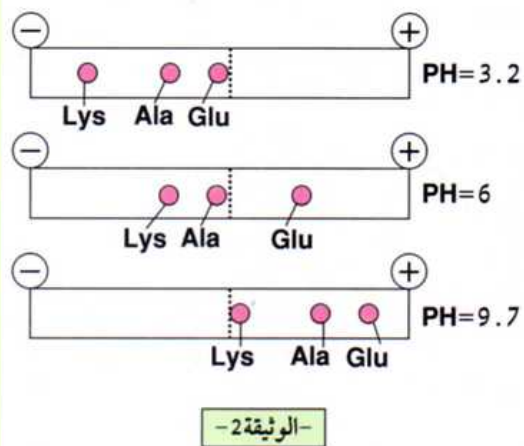 − +
Lys Ala Glu PH=3.2
− +
Lys Ala Glu PH=6
− +
Lys Ala Glu PH=9.7
-الوثيقة2-